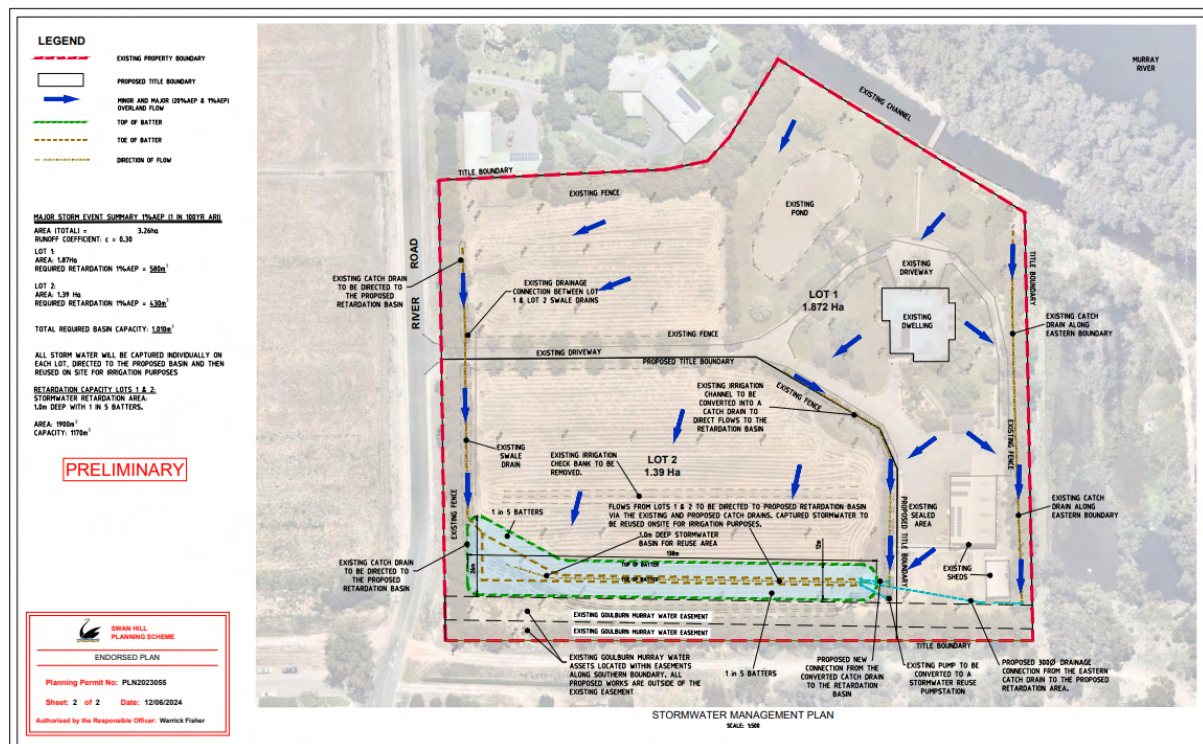 LEGEND
EXISTING PROPERTY BOUNDARY
PROPOSED TITLE BOUNDARY
MINOR AND MAJOR (20%AEP & 1%AEP)
OVERLAND FLOW
TOP OF BATTER
TOE OF BATTER
DIRECTION OF FLOW
MAJOR STORM EVENT SUMMARY 1%AEP (1 IN 100YR ARI)
AREA (TOTAL) = 3.26ha
RUNOFF COEFFICIENT: c = 0.30
LOT 1:
AREA: 1.87Ha
REQUIRED RETARDATION 1%AEP = 580m³
LOT 2:
AREA: 1.39 Ha
REQUIRED RETARDATION 1%AEP = 430m³
TOTAL REQUIRED BASIN CAPACITY: 1,010m³
ALL STORM WATER WILL BE CAPTURED INDIVIDUALLY ON
EACH LOT, DIRECTED TO THE PROPOSED BASIN AND THEN
REUSED ON SITE FOR IRRIGATION PURPOSES
RETARDATION CAPACITY LOTS 1 & 2:
STORMWATER RETARDATION AREA:
1.0m DEEP WITH 1 IN 5 BATTERS.
AREA: 1900m²
CAPACITY: 1170m³
PRELIMINARY
SWAN HILL
PLANNING SCHEME
ENDORSED PLAN
Planning Permit No: PLN2023055
Sheet: 2 of 2 Date: 12/06/2024
Authorised by the Responsible Officer: Warrick Fisher
MURRAY
RIVER
EXISTING CHANNEL
TITLE BOUNDARY
EXISTING FENCE
EXISTING
POND
RIVER ROAD
EXISTING CATCH DRAIN
TO BE DIRECTED TO
THE PROPOSED
RETARDATION BASIN
EXISTING DRAINAGE
CONNECTION BETWEEN LOT
1 & LOT 2 SWALE DRAINS
EXISTING
DRIVEWAY
TITLE BOUNDARY
LOT 1
1.872 Ha
EXISTING
DWELLING
EXISTING CATCH
DRAIN ALONG
EASTERN BOUNDARY
EXISTING FENCE
EXISTING DRIVEWAY
PROPOSED TITLE BOUNDARY
EXISTING FENCE
EXISTING IRRIGATION
CHANNEL TO BE
CONVERTED INTO A
CATCH DRAIN TO
DIRECT FLOWS TO THE
RETARDATION BASIN
EXISTING FENCE
EXISTING
SWALE
DRAIN
EXISTING IRRIGATION
CHECK BANK TO BE
REMOVED.
LOT 2
1.39 Ha
FLOWS FROM LOTS 1 & 2 TO BE DIRECTED TO PROPOSED RETARDATION BASIN
VIA THE EXISTING AND PROPOSED CATCH DRAINS. CAPTURED STORMWATER TO
BE REUSED ONSITE FOR IRRIGATION PURPOSES.
EXISTING
SEALED
AREA
EXISTING CATCH
DRAIN ALONG
EASTERN BOUNDARY
EXISTING FENCE
1 in 5 BATTERS
1.0m DEEP STORMWATER
BASIN FOR REUSE AREA
138m
12m
26m
TOP OF BATTER
TOE OF BATTER
PROPOSED TITLE BOUNDARY
EXISTING
SHEDS
EXISTING CATCH DRAIN
TO BE DIRECTED TO
THE PROPOSED
RETARDATION BASIN
EXISTING GOULBURN MURRAY WATER EASEMENT
EXISTING GOULBURN MURRAY WATER EASEMENT
TITLE BOUNDARY
EXISTING GOULBURN MURRAY WATER
ASSETS LOCATED WITHIN EASEMENTS
ALONG SOUTHERN BOUNDARY. ALL
PROPOSED WORKS ARE OUTSIDE OF THE
EXISTING EASEMENT
1 in 5 BATTERS
PROPOSED NEW
CONNECTION FROM THE
CONVERTED CATCH DRAIN
TO THE RETARDATION
BASIN
EXISTING PUMP TO BE
CONVERTED TO A
STORMWATER REUSE
PUMPSTATION
PROPOSED 300Ø DRAINAGE
CONNECTION FROM THE EASTERN
CATCH DRAIN TO THE PROPOSED
RETARDATION AREA.
STORMWATER MANAGEMENT PLAN
SCALE: 1:500